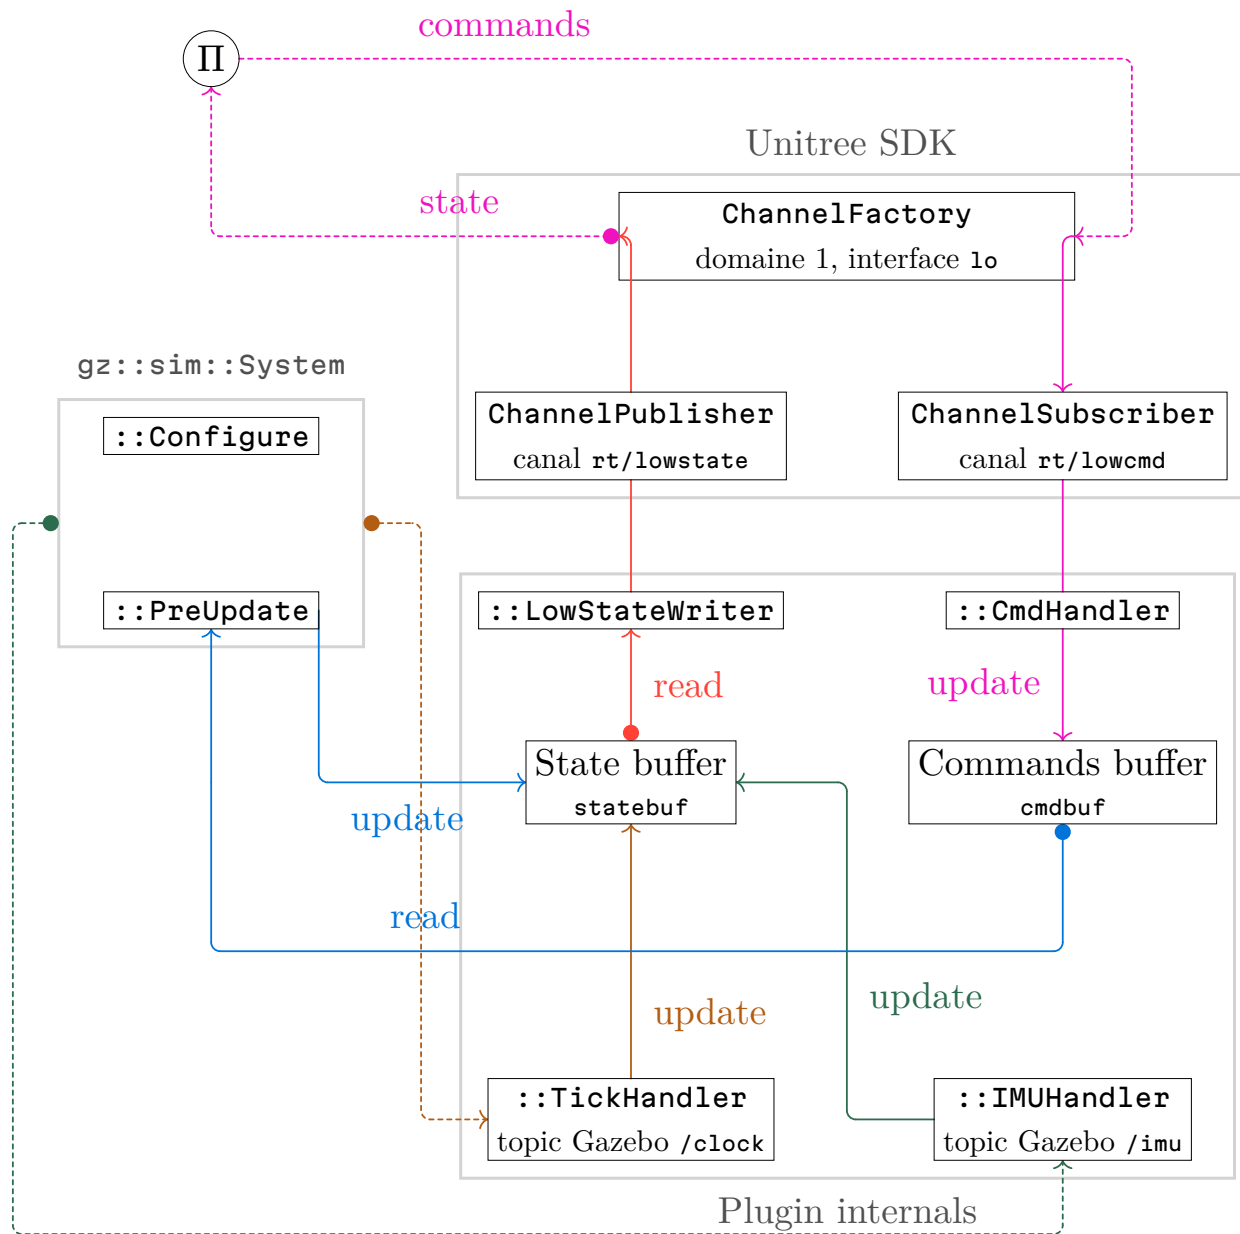 commands
Π
Unitree SDK
state
ChannelFactory
domaine 1, interface lo
gz::sim::System
::Configure
ChannelPublisher
canal rt/lowstate
ChannelSubscriber
canal rt/lowcmd
::PreUpdate
::LowStateWriter
::CmdHandler
read
update
State buffer
statebuf
Commands buffer
cmdbuf
update
read
update
update
::TickHandler
topic Gazebo /clock
::IMUHandler
topic Gazebo /imu
Plugin internals